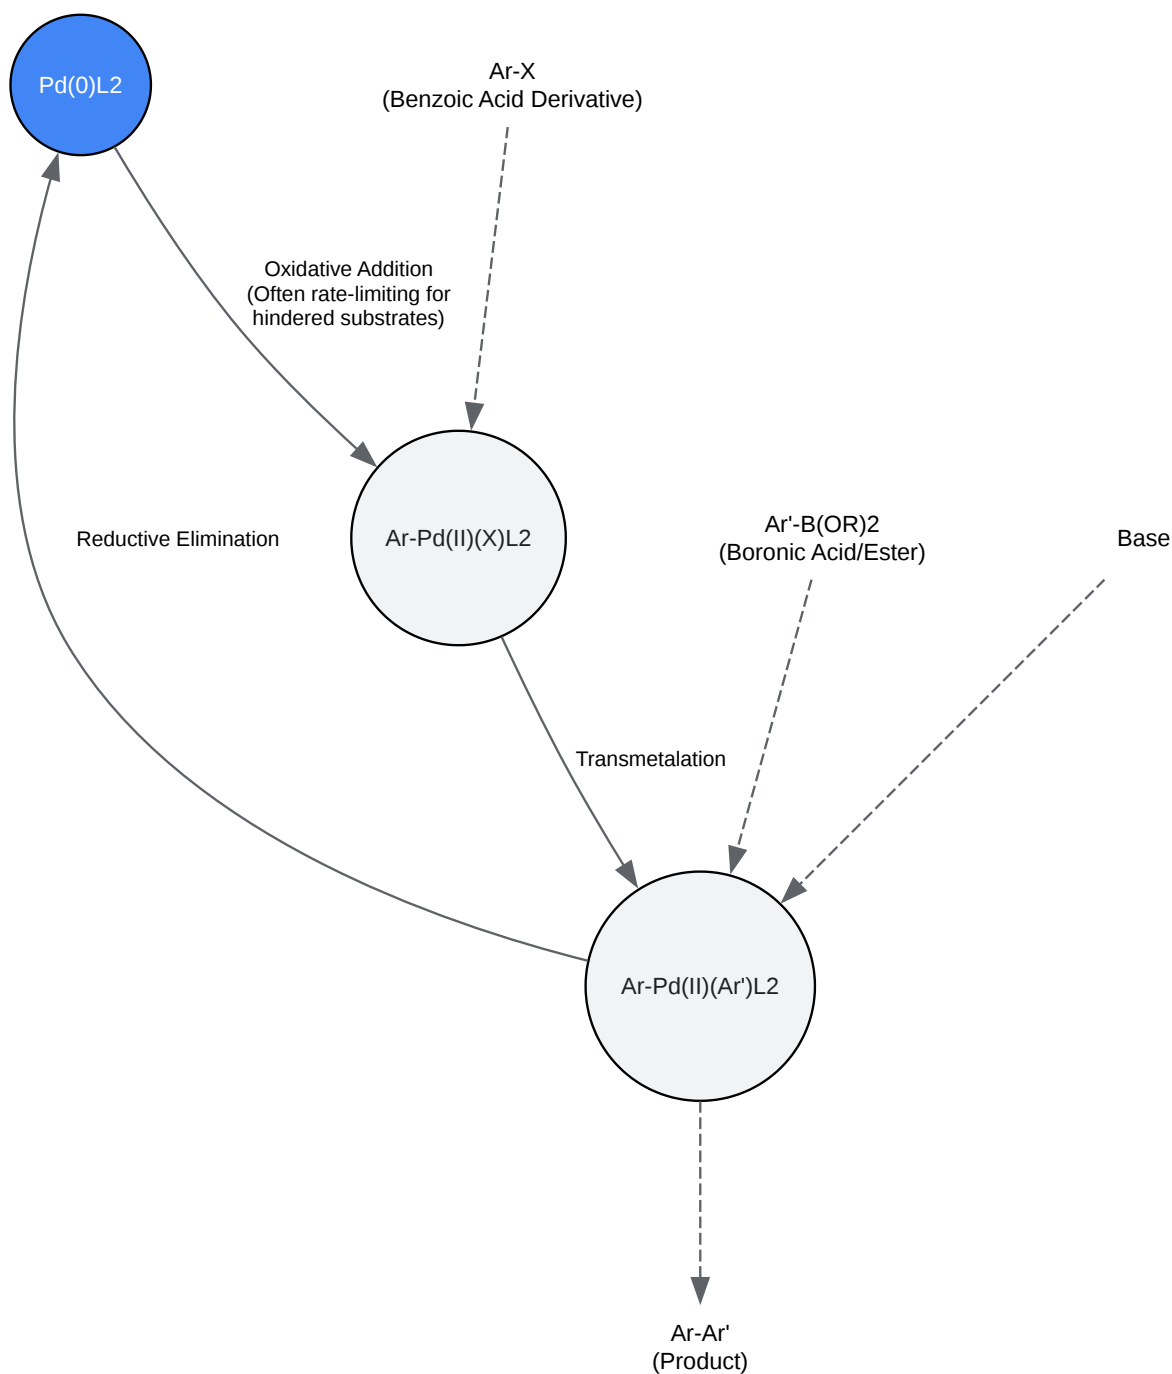 Pd(0)L2
Ar-X
(Benzoic Acid Derivative)
Oxidative Addition
(Often rate-limiting for
hindered substrates)
Reductive Elimination
Ar-Pd(II)(X)L2
Ar'-B(OR)2
(Boronic Acid/Ester)
Base
Transmetalation
Ar-Pd(II)(Ar')L2
Ar-Ar'
(Product)